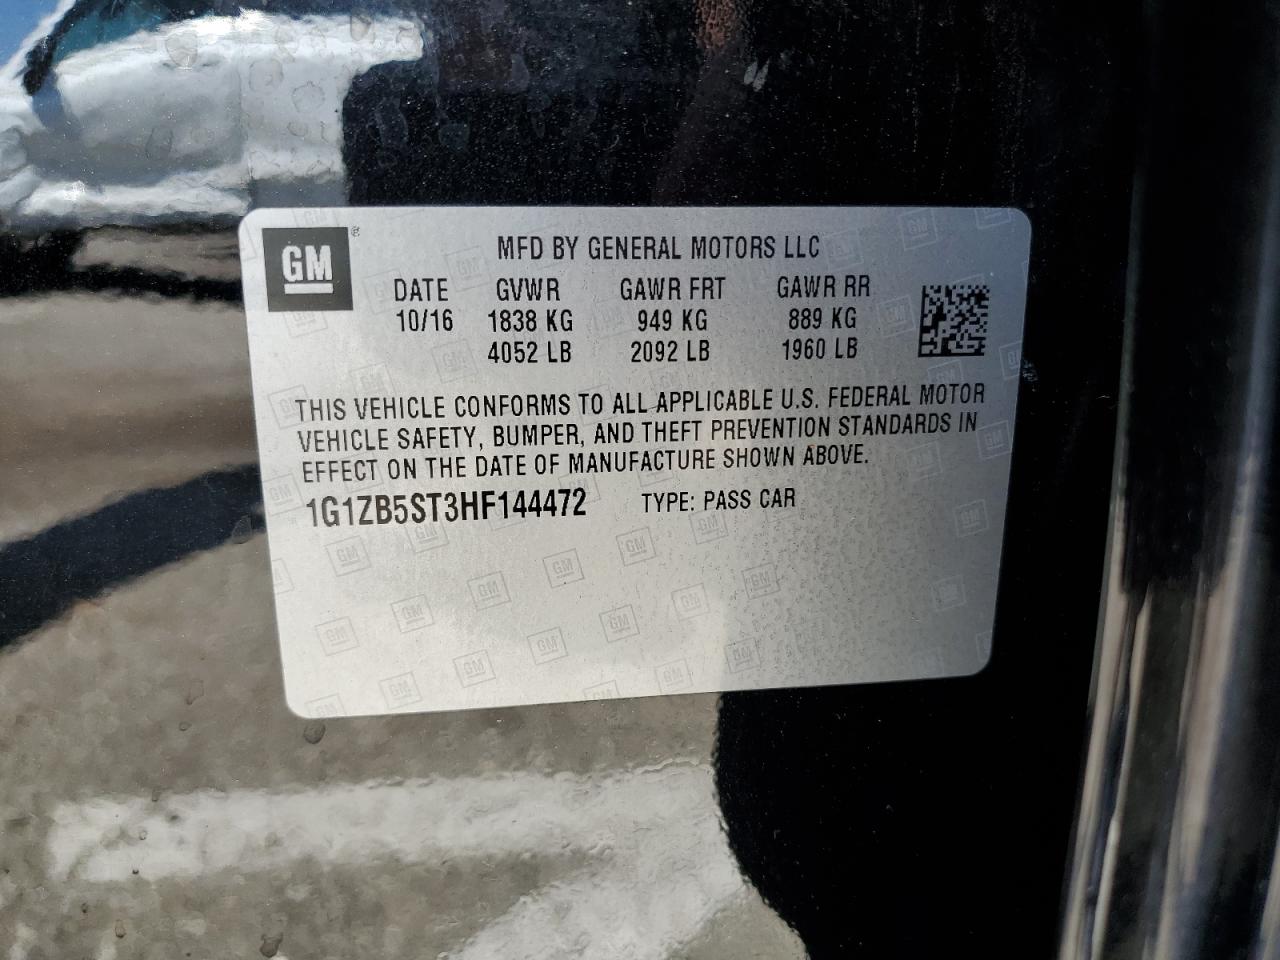 GM ®
MFD BY GENERAL MOTORS LLC
DATE GVWR GAWR FRT GAWR RR
10/16 1838 KG 949 KG 889 KG
4052 LB 2092 LB 1960 LB
THIS VEHICLE CONFORMS TO ALL APPLICABLE U.S. FEDERAL MOTOR
VEHICLE SAFETY, BUMPER, AND THEFT PREVENTION STANDARDS IN
EFFECT ON THE DATE OF MANUFACTURE SHOWN ABOVE.
1G1ZB5ST3HF144472 TYPE: PASS CAR